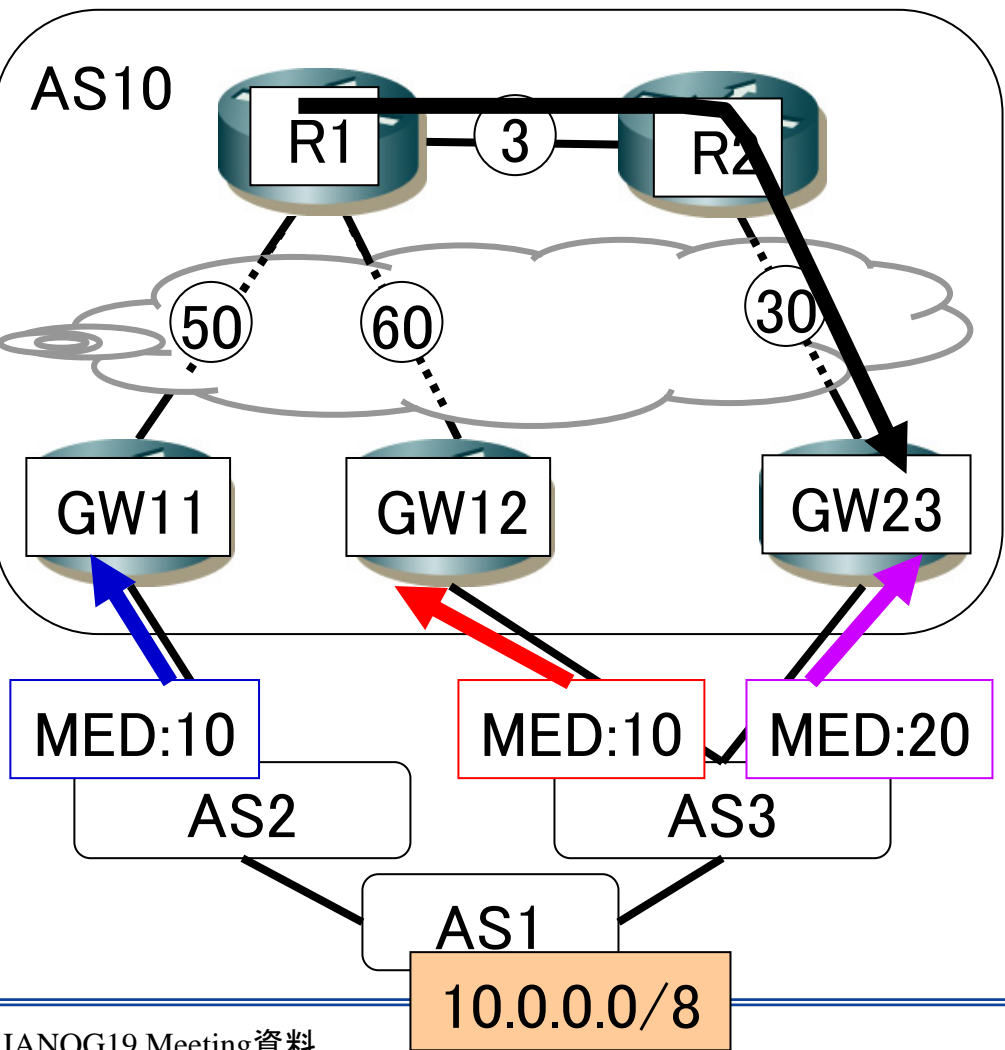 AS10
R1
3
R2
50
60
30
GW11
GW12
GW23
MED:10
MED:10
MED:20
AS2
AS3
AS1
10.0.0.0/8
JANOG19 Meeting資料